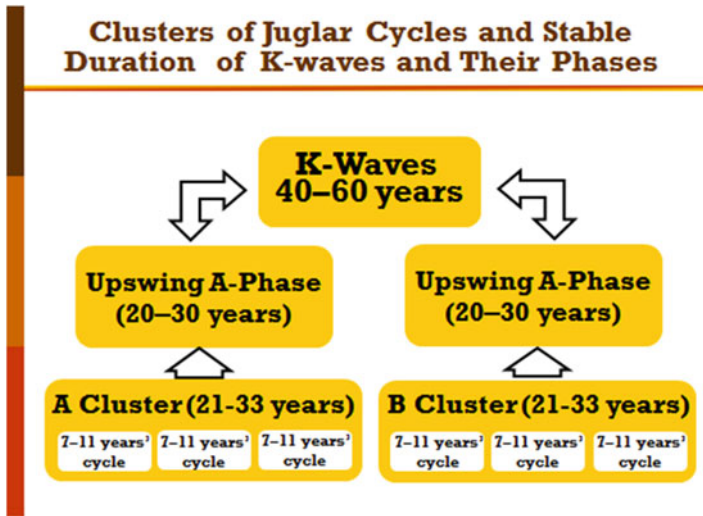 Clusters of Juglar Cycles and Stable
Duration of K-waves and Their Phases
K-Waves
40–60 years
Upswing A-Phase
(20–30 years)
Upswing A-Phase
(20–30 years)
A Cluster (21-33 years)
7–11 years’
cycle
7–11 years’
cycle
7–11 years’
cycle
B Cluster (21-33 years)
7–11 years’
cycle
7–11 years’
cycle
7–11 years’
cycle